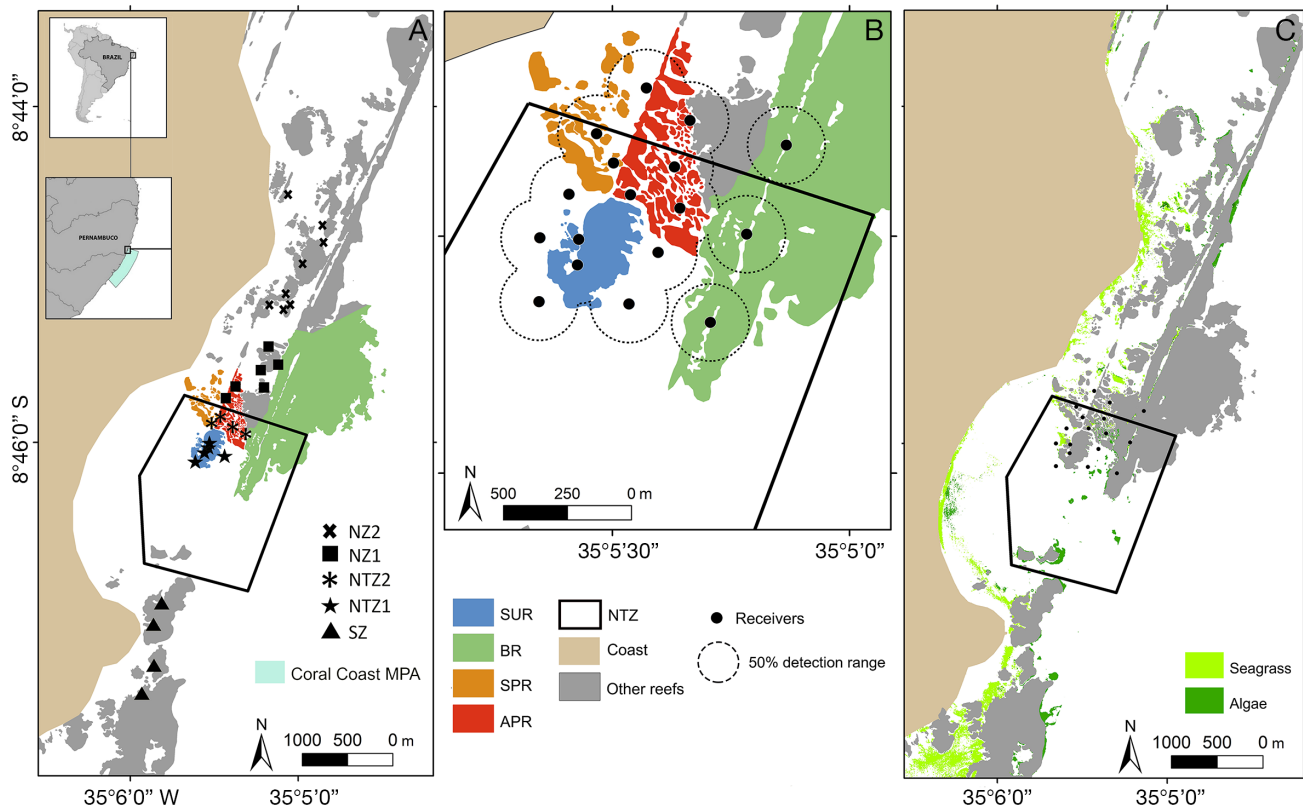 A
BRAZIL
PERNAMBUCO
8°44'0"
8°46'0" S
NZ2
NZ1
NTZ2
NTZ1
SZ
Coral Coast MPA
N
1000 500 0 m
35°6'0" W
35°5'0"
B
N
500 250 0 m
35°5'30"
35°5'0"
SUR
BR
SPR
APR
NTZ
Coast
Other reefs
Receivers
50% detection range
C
Seagrass
Algae
N
1000 500 0 m
35°6'0"
35°5'0"